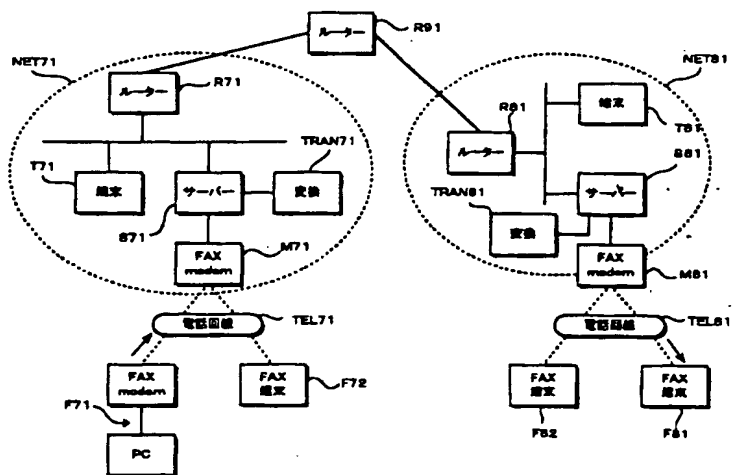 ルーター
R91
NET71
NET81
ルーター
R71
R81
端末
T81
TRAN71
ルーター
S81
T71
端末
サーバー
変換
TRAN81
サーバー
S71
変換
FAX
modem
M71
FAX
modem
M81
電話回線
TEL71
電話回線
TEL81
FAX
modem
FAX
端末
F72
FAX
端末
FAX
端末
F71
F82
F81
PC